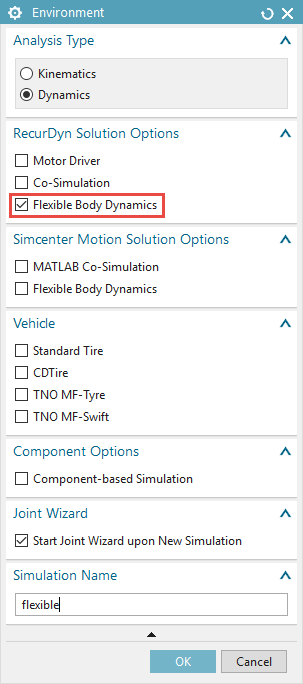 Environment
Analysis Type
Kinematics
Dynamics
RecurDyn Solution Options
Motor Driver
Co-Simulation
Flexible Body Dynamics
Simcenter Motion Solution Options
MATLAB Co-Simulation
Flexible Body Dynamics
Vehicle
Standard Tire
CDTire
TNO MF-Tyre
TNO MF-Swift
Component Options
Component-based Simulation
Joint Wizard
Start Joint Wizard upon New Simulation
Simulation Name
flexible
OK Cancel